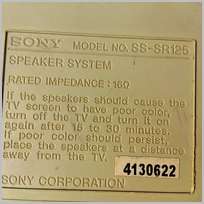 SONY MODEL NO. SS-SR125
SPEAKER SYSTEM
RATED IMPEDANCE : 16Ω
If the speakers should cause the
TV screen to have poor color,
turn off the TV and turn it on
again after 15 to 30 minutes.
If poor color should persist,
place the speakers at a distance
away from the TV.
4130622
SONY CORPORATION